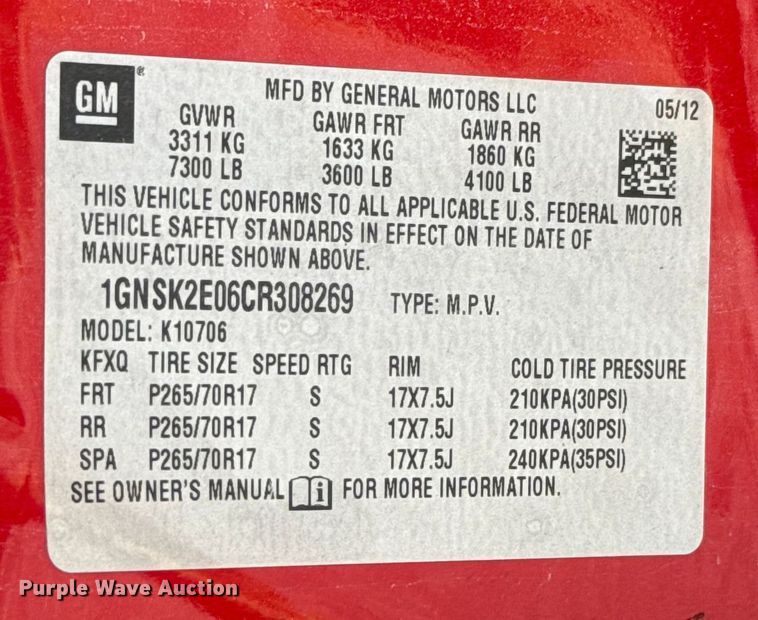 GM®
MFD BY GENERAL MOTORS LLC
05/12
GVWR GAWR FRT GAWR RR
3311 KG 1633 KG 1860 KG
7300 LB 3600 LB 4100 LB
THIS VEHICLE CONFORMS TO ALL APPLICABLE U.S. FEDERAL MOTOR
VEHICLE SAFETY STANDARDS IN EFFECT ON THE DATE OF
MANUFACTURE SHOWN ABOVE.
1GNSK2E06CR308269 TYPE: M.P.V.
MODEL: K10706
KFXQ TIRE SIZE SPEED RTG RIM COLD TIRE PRESSURE
FRT P265/70R17 S 17X7.5J 210KPA(30PSI)
RR P265/70R17 S 17X7.5J 210KPA(30PSI)
SPA P265/70R17 S 17X7.5J 240KPA(35PSI)
SEE OWNER'S MANUAL i FOR MORE INFORMATION.
Purple Wave Auction